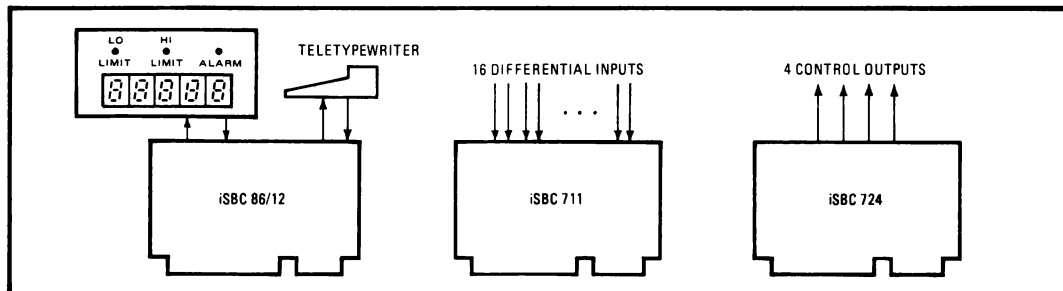 LO HI
LIMIT LIMIT ALARM
88888
TELETYPEWRITER
16 DIFFERENTIAL INPUTS
. . .
4 CONTROL OUTPUTS
iSBC 86/12
iSBC 711
iSBC 724